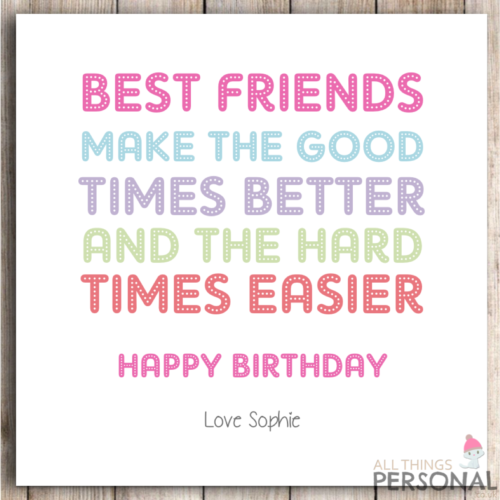 BEST FRIENDS
MAKE THE GOOD
TIMES BETTER
AND THE HARD
TIMES EASIER
HAPPY BIRTHDAY
Love Sophie
ALL THINGS
PERSONAL